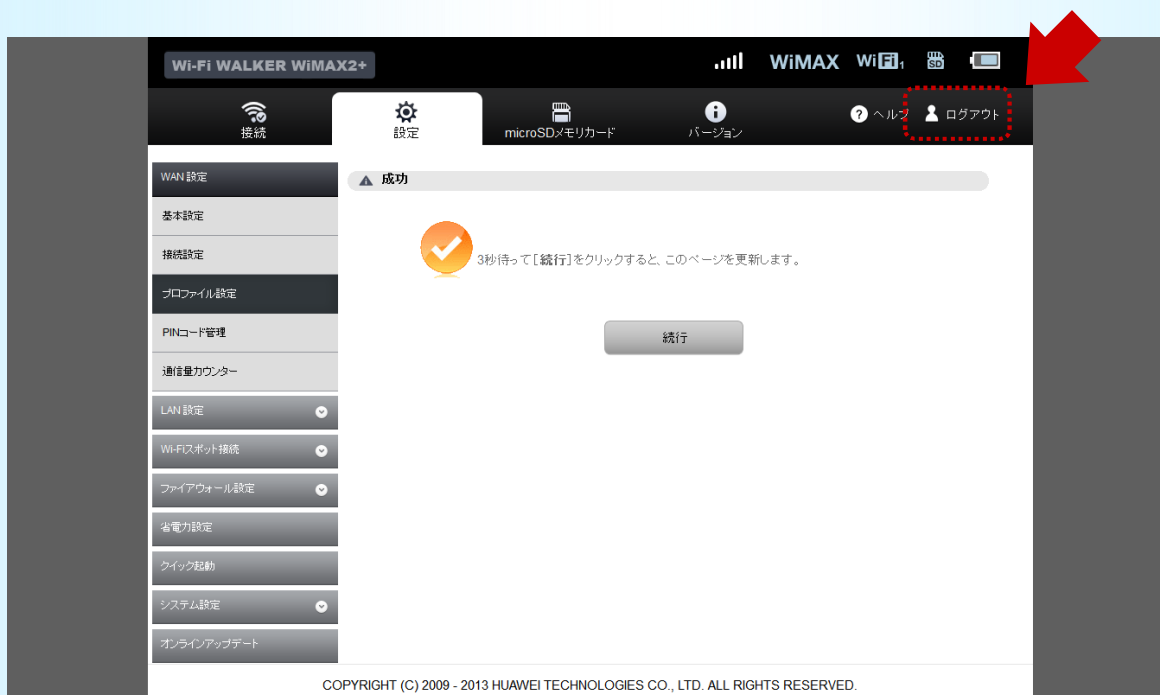 Wi-Fi WALKER WiMAX2+
WiMAX WiFi1 SD
接続
設定
microSDメモリカード
バージョン
? ヘルプ
ログアウト
WAN 設定
成功
基本設定
接続設定
3秒待って[続行]をクリックすると、このページを更新します。
プロファイル設定
PINコード管理
続行
通信量カウンター
LAN 設定
Wi-Fiスポット接続
ファイアウォール設定
省電力設定
クイック起動
システム設定
オンラインアップデート
COPYRIGHT (C) 2009 - 2013 HUAWEI TECHNOLOGIES CO., LTD. ALL RIGHTS RESERVED.